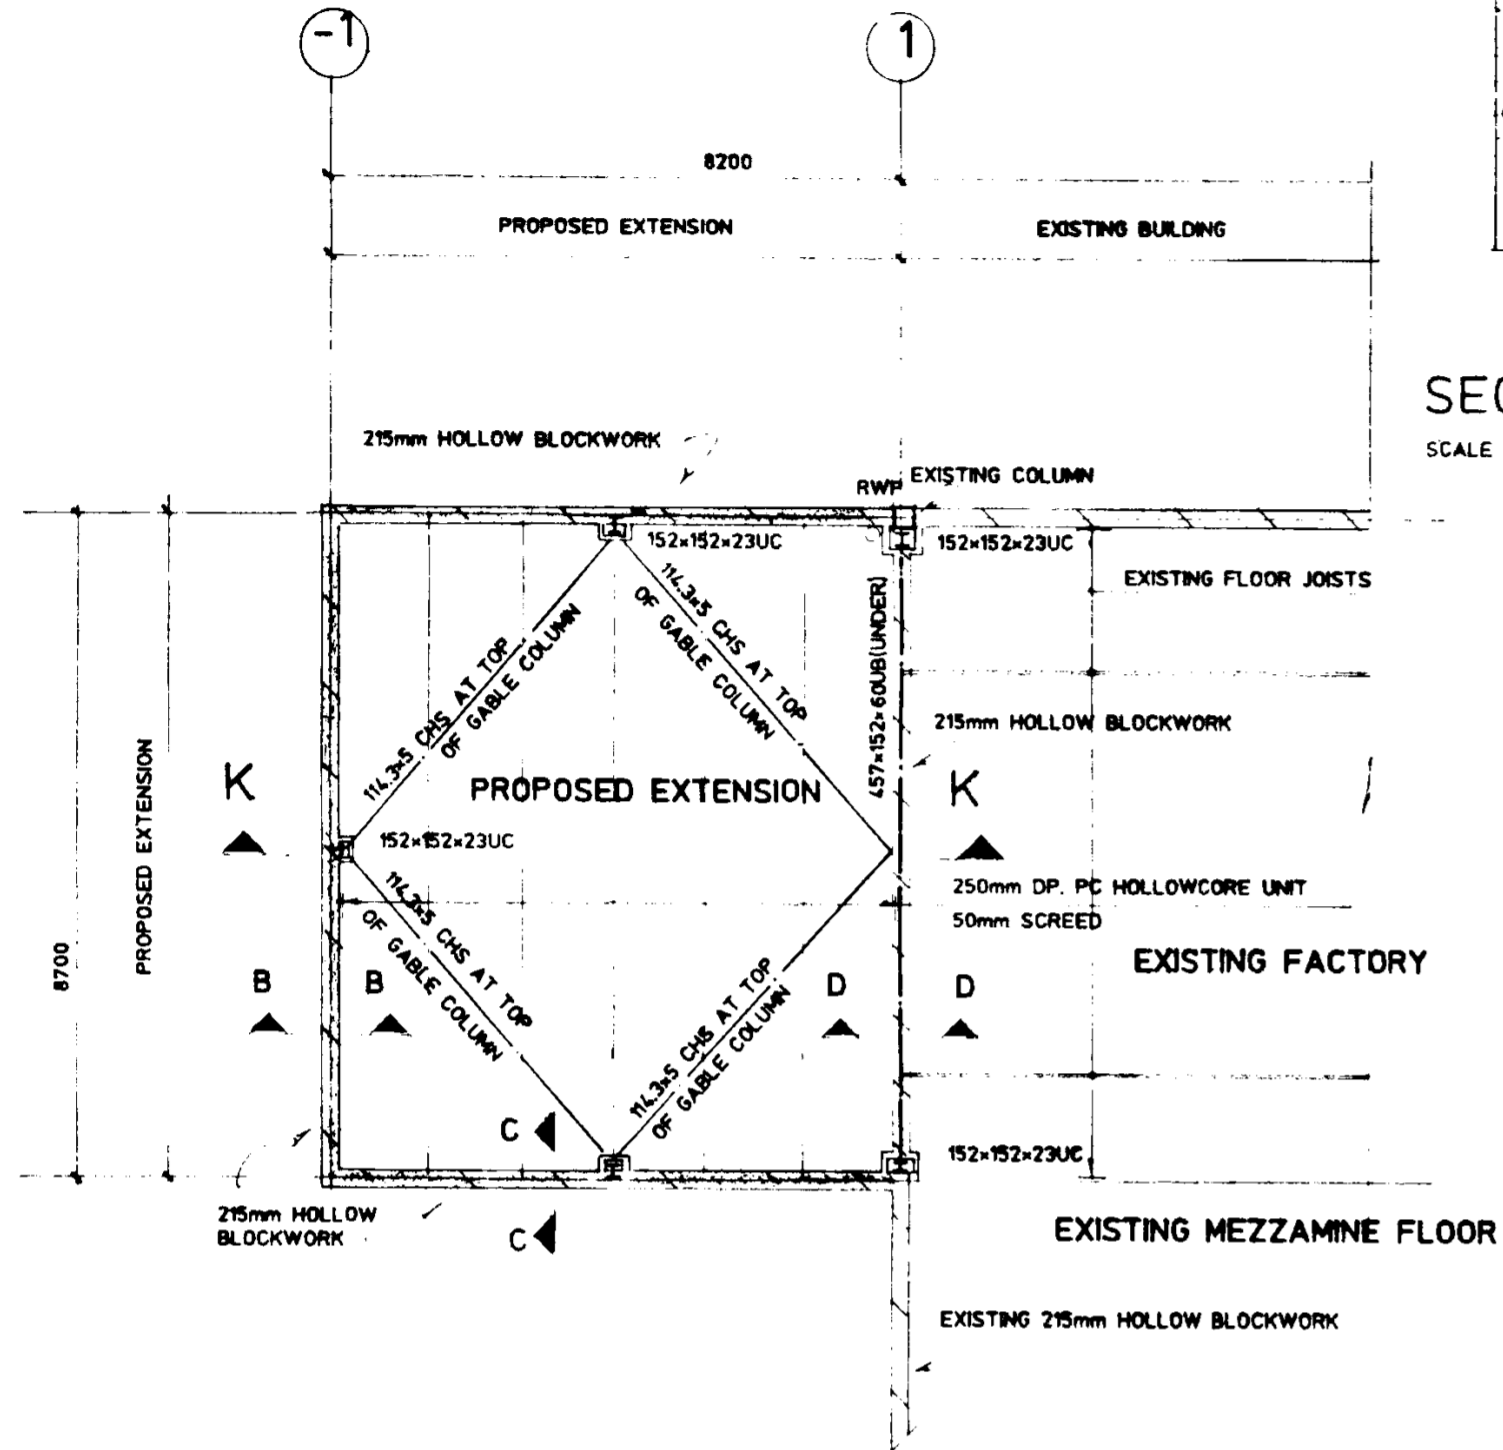 -1
1
8200
PROPOSED EXTENSION
EXISTING BUILDING
SEC
SCALE
215mm HOLLOW BLOCKWORK
RWP
EXISTING COLUMN
152×152×23UC
152×152×23UC
EXISTING FLOOR JOISTS
114.3×5 CHS AT TOP
OF GABLE COLUMN
114.3×5 CHS AT TOP
OF GABLE COLUMN
457×152×60UB(UNDER)
215mm HOLLOW BLOCKWORK
PROPOSED EXTENSION
K
K
152×152×23UC
PROPOSED EXTENSION
8700
250mm DP. PC HOLLOWCORE UNIT
50mm SCREED
EXISTING FACTORY
114.3×5 CHS AT TOP
OF GABLE COLUMN
114.3×5 CHS AT TOP
OF GABLE COLUMN
B
B
D
D
C
C
152×152×23UC
215mm HOLLOW
BLOCKWORK
EXISTING MEZZAMINE FLOOR
EXISTING 215mm HOLLOW BLOCKWORK